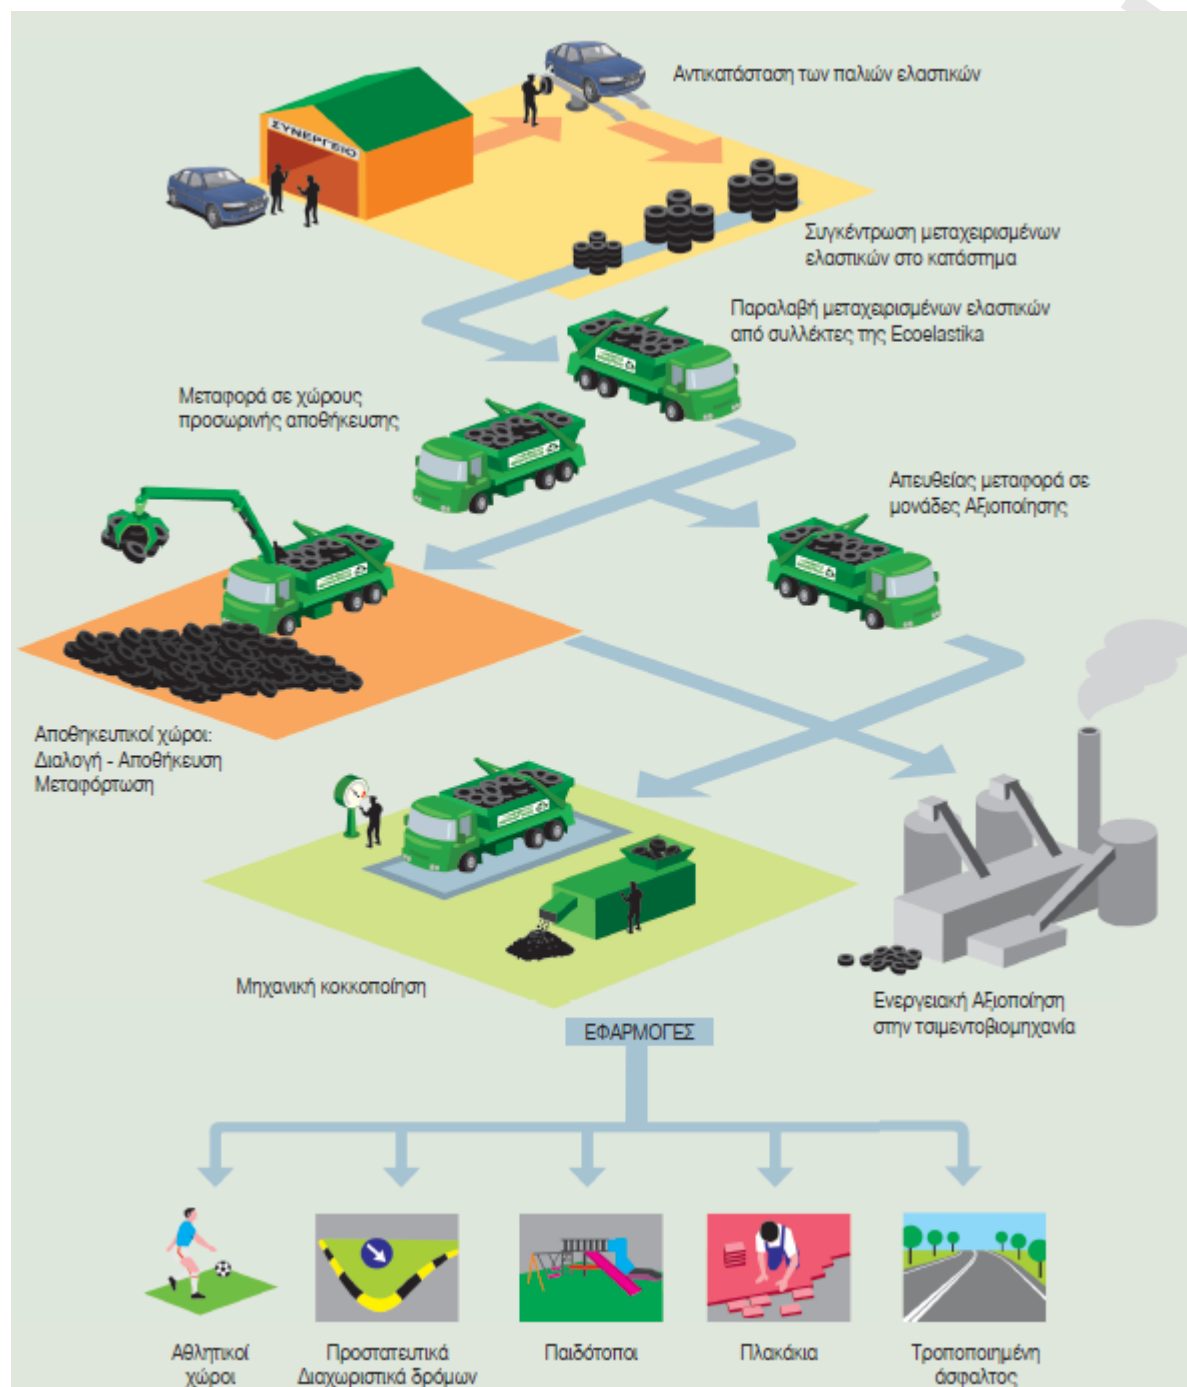 Αντικατάσταση των παλιών ελαστικών
ΣΥΝΕΡΓΕΙΟ
Συγκέντρωση μεταχειρισμένων
ελαστικών στο κατάστημα
Παραλαβή μεταχειρισμένων ελαστικών
από συλλέκτες της Ecoelastika
Μεταφορά σε χώρους
προσωρινής αποθήκευσης
Απευθείας μεταφορά σε
μονάδες Αξιοποίησης
Αποθηκευτικοί χώροι:
Διαλογή - Αποθήκευση
Μεταφόρτωση
Μηχανική κοκκοποίηση
Ενεργειακή Αξιοποίηση
στην τσιμεντοβιομηχανία
ΕΦΑΡΜΟΓΕΣ
Αθλητικοί
χώροι
Προστατευτικά
Διαχωριστικά δρόμων
Παιδότοποι
Πλακάκια
Τροποποιημένη
άσφαλτος